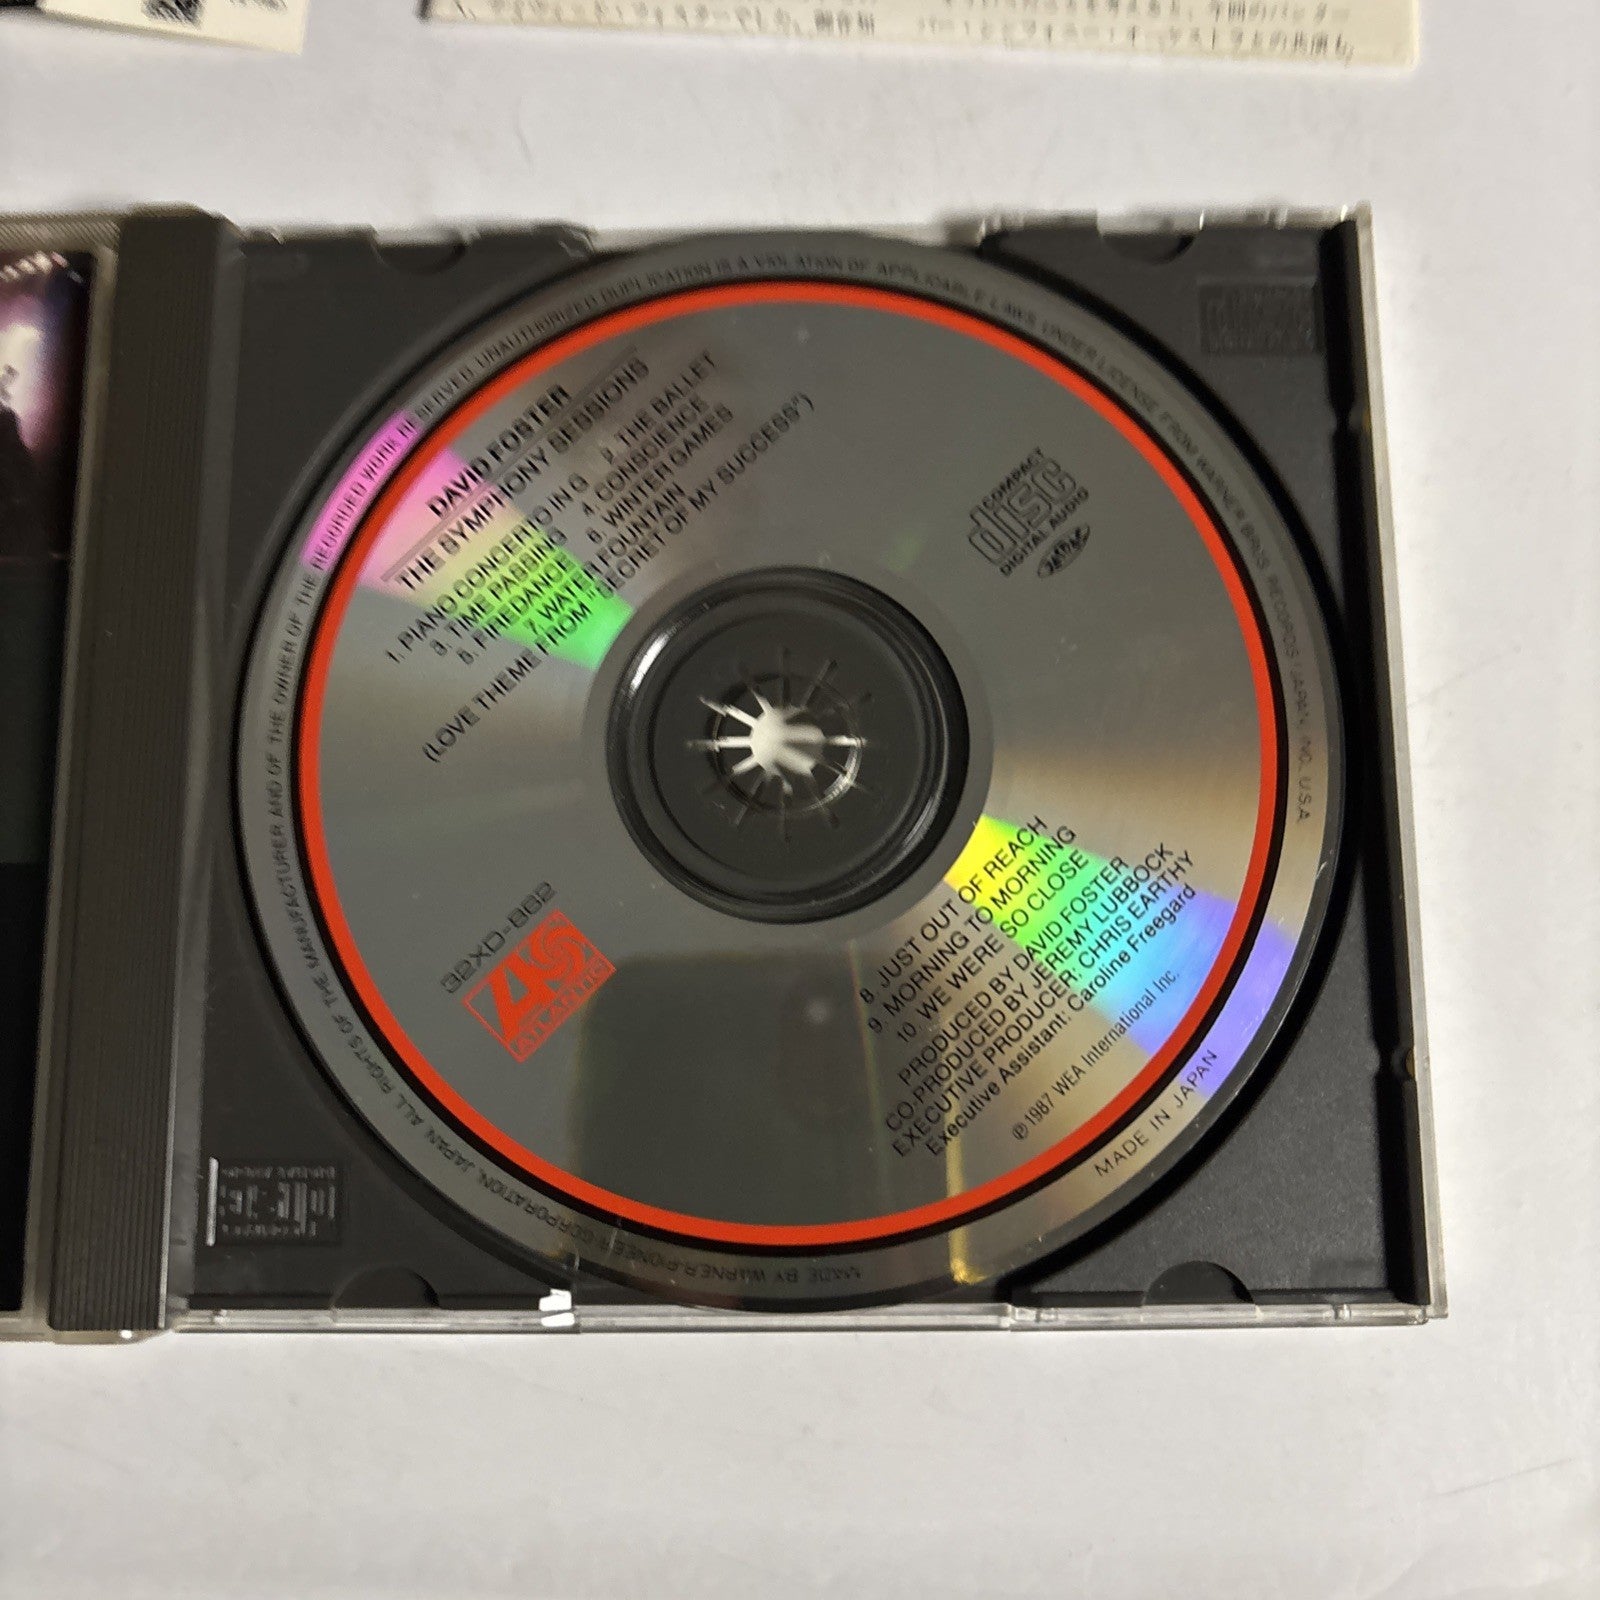 DAVID FOSTER
THE SYMPHONY SESSIONS
1. PIANO CONCERTO IN G 2. THE BALLET
3. TIME PASSING 4. CONSCIENCE
5. FIREDANCE 6. WINTER GAMES
7. WATER FOUNTAIN
(LOVE THEME FROM "SECRET OF MY SUCCESS")
COMPACT
disc
DIGITAL AUDIO
32XD-862
ATLANTIC
8. JUST OUT OF REACH
9. MORNING TO MORNING
10. WE WERE SO CLOSE
PRODUCED BY DAVID FOSTER
CO-PRODUCED BY JEREMY LUBBOCK
EXECUTIVE PRODUCER: CHRIS EARTHY
Executive Assistant: Caroline Freegard
℗ 1987 WEA International Inc.
MADE BY WARNER-PIONEER CORPORATION, JAPAN. ALL RIGHTS OF THE MANUFACTURER AND OF THE OWNER OF THE RECORDED WORK RESERVED. UNAUTHORIZED DUPLICATION IS A VIOLATION OF APPLICABLE LAWS. UNDER LICENSE FROM WARNER BROS. RECORDS / JAPAN, INC. U.S.A.
MADE IN JAPAN